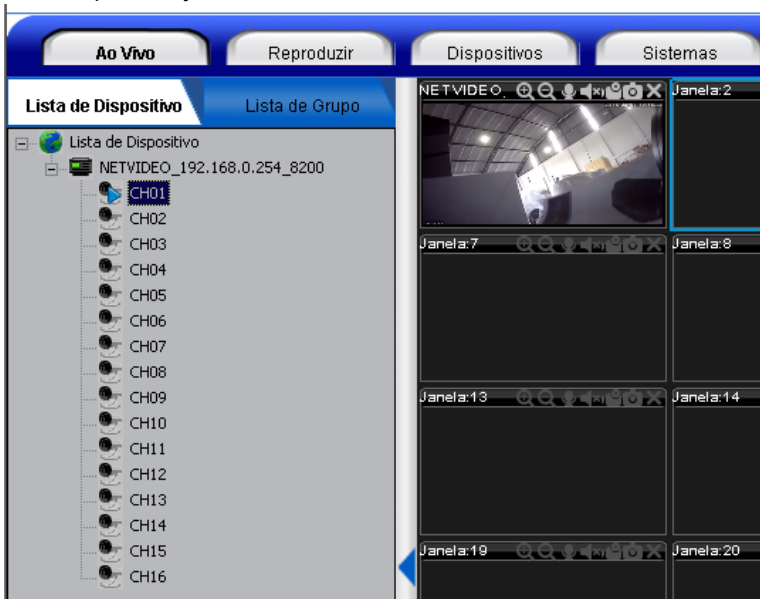 Ao Vivo
Reproduzir
Dispositivos
Sistemas
Lista de Dispositivo
Lista de Grupo
Lista de Dispositivo
NETVIDEO_192.168.0.254_8200
CH01
CH02
CH03
CH04
CH05
CH06
CH07
CH08
CH09
CH10
CH11
CH12
CH13
CH14
CH15
CH16
NETVIDEO_
Janela:2
Janela:7
Janela:8
Janela:13
Janela:14
Janela:19
Janela:20